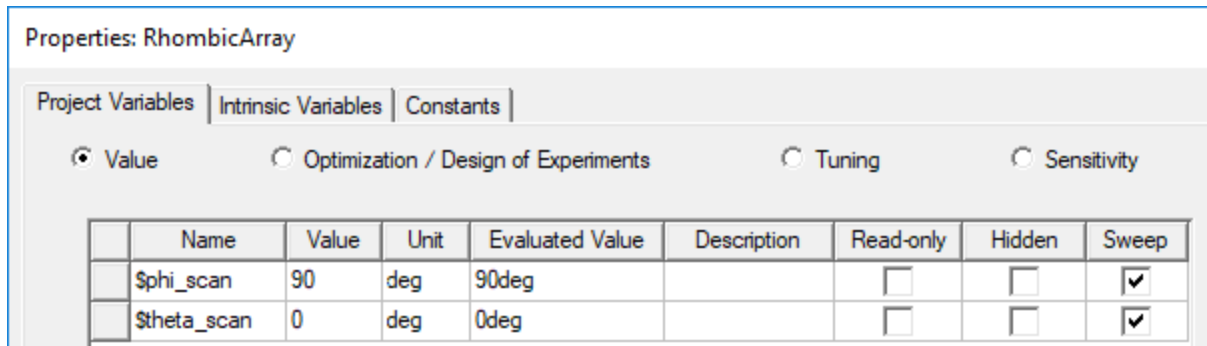 Properties: RhombicArray
Project Variables Intrinsic Variables Constants
Value Optimization / Design of Experiments Tuning Sensitivity
Name Value Unit Evaluated Value Description Read-only Hidden Sweep
$phi_scan 90 deg 90deg
$theta_scan 0 deg 0deg